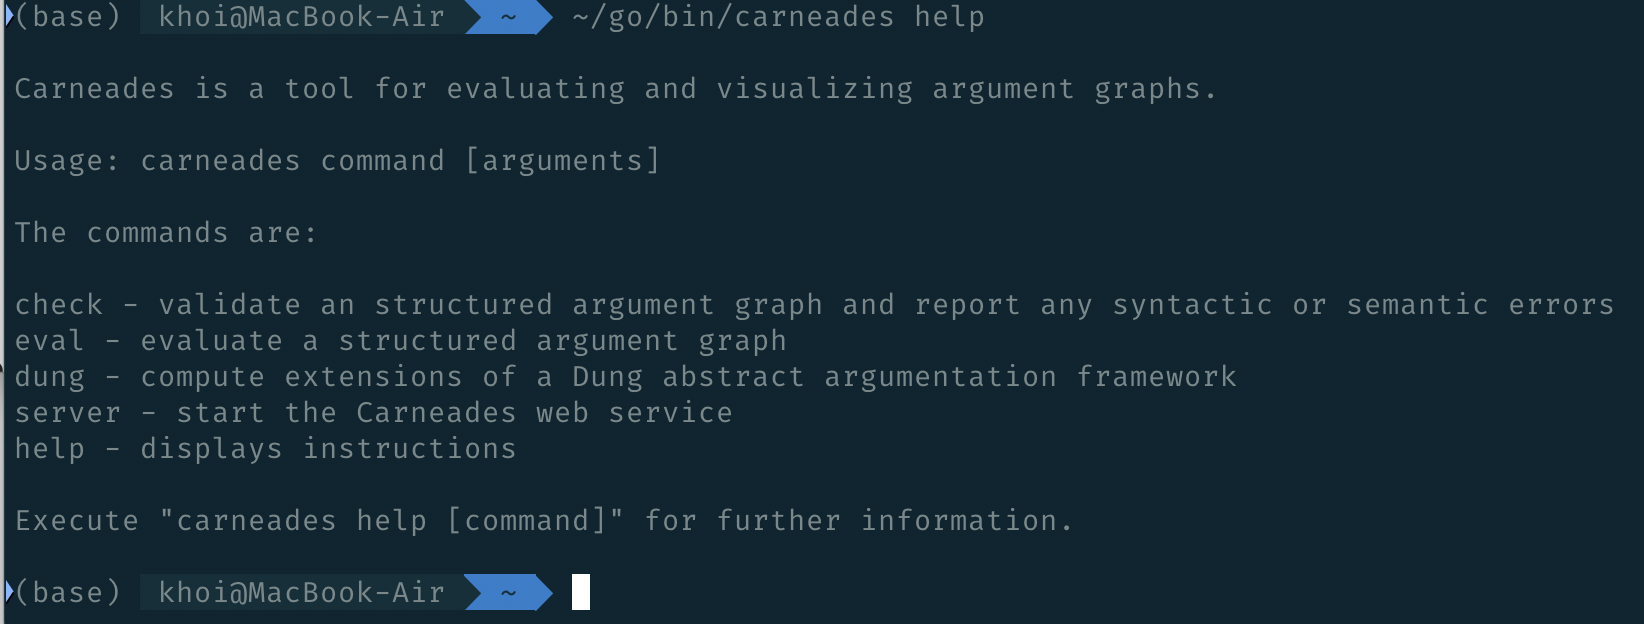 (base) khoi@MacBook-Air ~ ~/go/bin/carneades help
Carneades is a tool for evaluating and visualizing argument graphs.
Usage: carneades command [arguments]
The commands are:
check - validate an structured argument graph and report any syntactic or semantic errors
eval - evaluate a structured argument graph
dung - compute extensions of a Dung abstract argumentation framework
server - start the Carneades web service
help - displays instructions
Execute "carneades help [command]" for further information.
(base) khoi@MacBook-Air ~